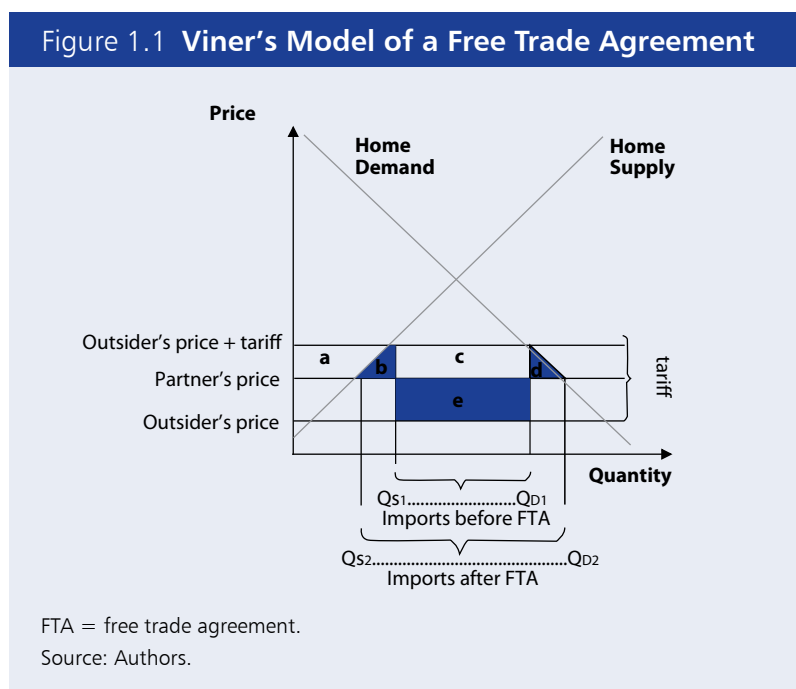 Figure 1.1 Viner's Model of a Free Trade Agreement
Price
Home
Demand
Home
Supply
Outsider's price + tariff
a
b
c
d
Partner's price
e
tariff
Outsider's price
Quantity
Qs1........................QD1
Imports before FTA
Qs2.................................................QD2
Imports after FTA
FTA = free trade agreement.
Source: Authors.